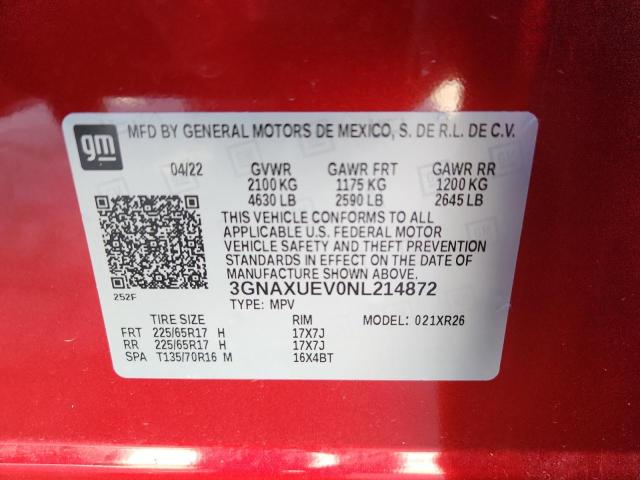 gm
MFD BY GENERAL MOTORS DE MEXICO, S. DE R.L. DE C.V.
04/22 GVWR GAWR FRT GAWR RR
2100 KG 1175 KG 1200 KG
4630 LB 2590 LB 2645 LB
THIS VEHICLE CONFORMS TO ALL
APPLICABLE U.S. FEDERAL MOTOR
VEHICLE SAFETY AND THEFT PREVENTION
STANDARDS IN EFFECT ON THE DATE OF
MANUFACTURE SHOWN ABOVE.
252F 3GNAXUEV0NL214872
TYPE: MPV
TIRE SIZE RIM MODEL: 021XR26
FRT 225/65R17 H 17X7J
RR 225/65R17 H 17X7J
SPA T135/70R16 M 16X4BT